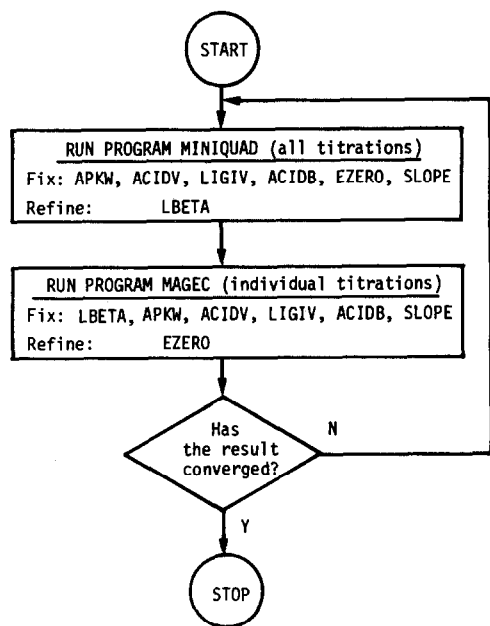 START
RUN PROGRAM MINIQUAD (all titrations)
Fix: APKW, ACIDV, LIGIV, ACIDB, EZERO, SLOPE
Refine: LBETA
RUN PROGRAM MAGEC (individual titrations)
Fix: LBETA, APKW, ACIDV, LIGIV, ACIDB, SLOPE
Refine: EZERO
Has
the result
converged?
N
Y
STOP